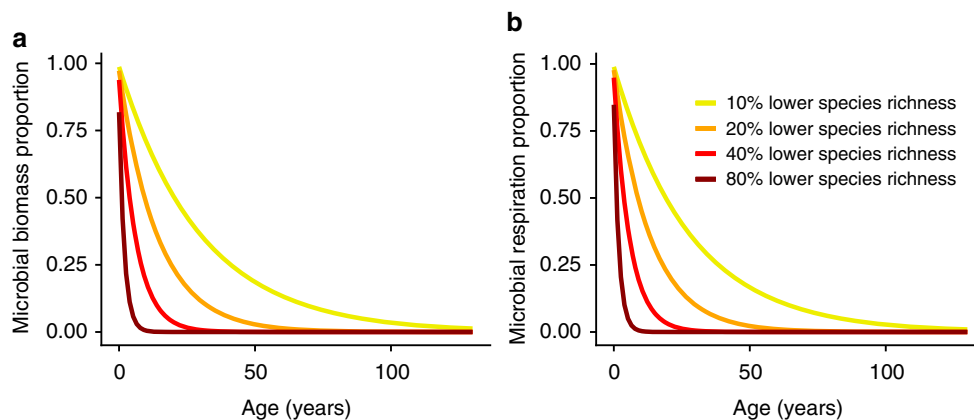 a
Microbial biomass proportion
1.00
0.75
0.50
0.25
0.00
0
50
100
Age (years)
b
Microbial respiration proportion
1.00
0.75
0.50
0.25
0.00
10% lower species richness
20% lower species richness
40% lower species richness
80% lower species richness
0
50
100
Age (years)